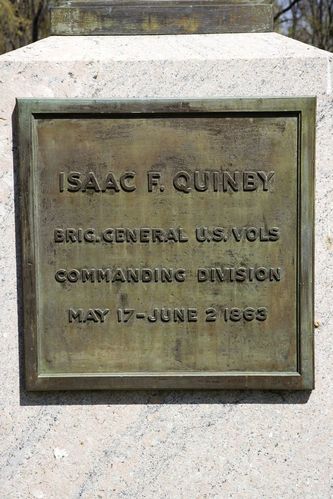 ISAAC F. QUINBY
BRIG. GENERAL U.S. VOLS
COMMANDING DIVISION
MAY 17-JUNE 2 1863